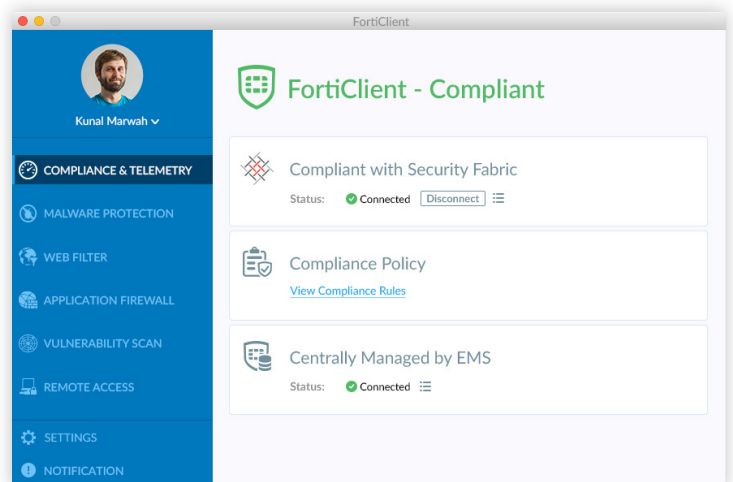 FortiClient
Kunal Marwah
COMPLIANCE & TELEMETRY
MALWARE PROTECTION
WEB FILTER
APPLICATION FIREWALL
VULNERABILITY SCAN
REMOTE ACCESS
SETTINGS
NOTIFICATION
FortiClient - Compliant
Compliant with Security Fabric
Status: Connected Disconnect
Compliance Policy
View Compliance Rules
Centrally Managed by EMS
Status: Connected